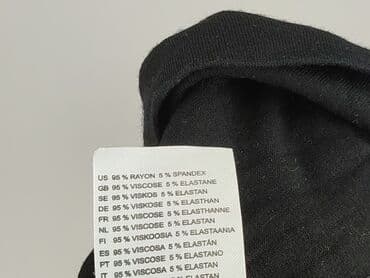 US 95 % RAYON 5 % SPANDEX
GB 95 % VISCOSE 5 % ELASTANE
SE 95 % VISKOS 5 % ELASTAN
DE 95 % VISKOSE 5 % ELASTHAN
FR 95 % VISCOSE 5 % ELASTHANNE
NL 95 % VISCOSE 5 % ELASTAN
FI 95 % VISKOOSIA 5 % ELASTAANIA
ES 95 % VISCOSA 5 % ELASTÁN
PT 95 % VISCOSE 5 % ELASTANO
IT 95 % VISCOSA 5 % ELASTAN